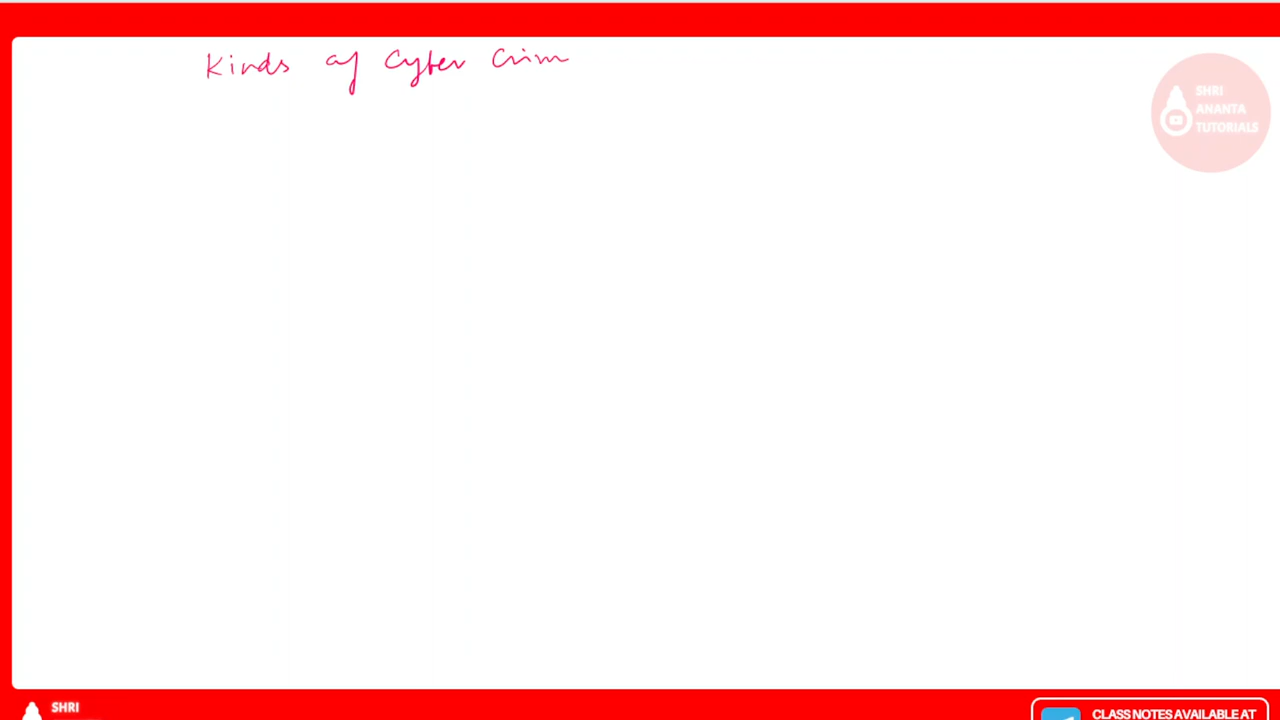 Kinds of Cyber Crim
SHRI
ANANTA
TUTORIALS
SHRI
CLASS NOTES AVAILABLE AT